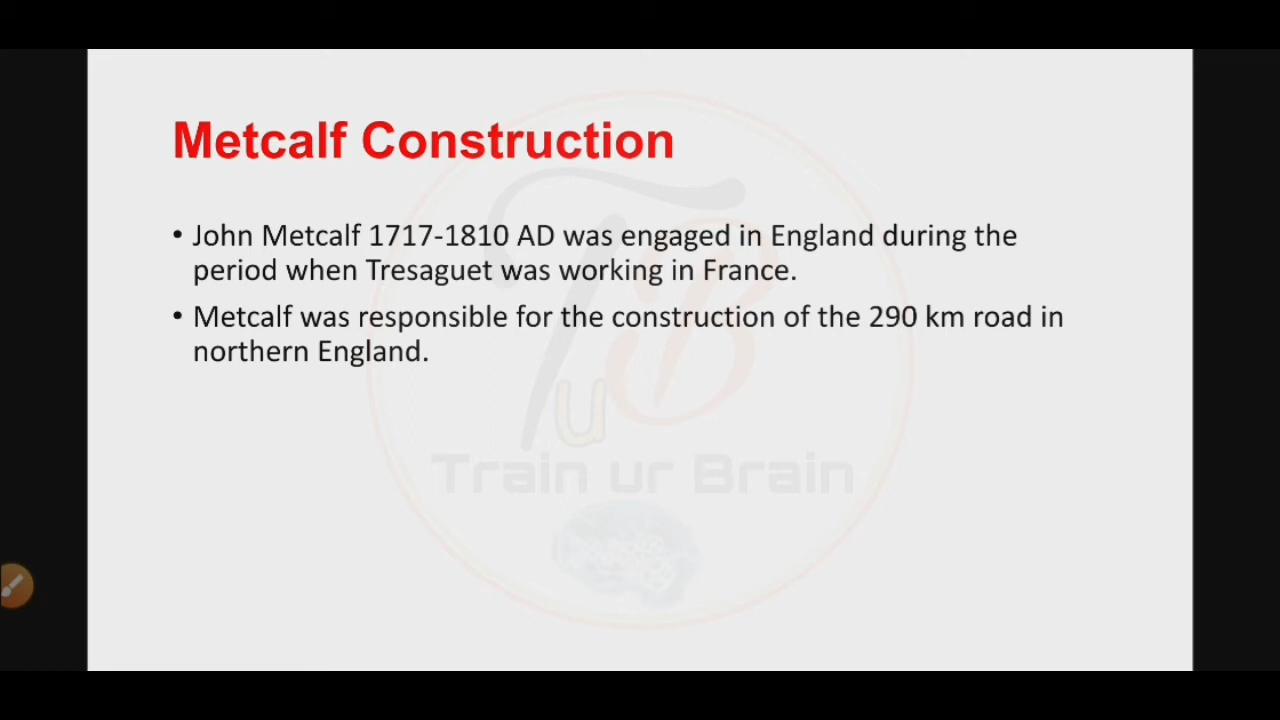 Metcalf Construction
• John Metcalf 1717-1810 AD was engaged in England during the
period when Tresaguet was working in France.
• Metcalf was responsible for the construction of the 290 km road in
northern England.
TuB
Train ur Brain